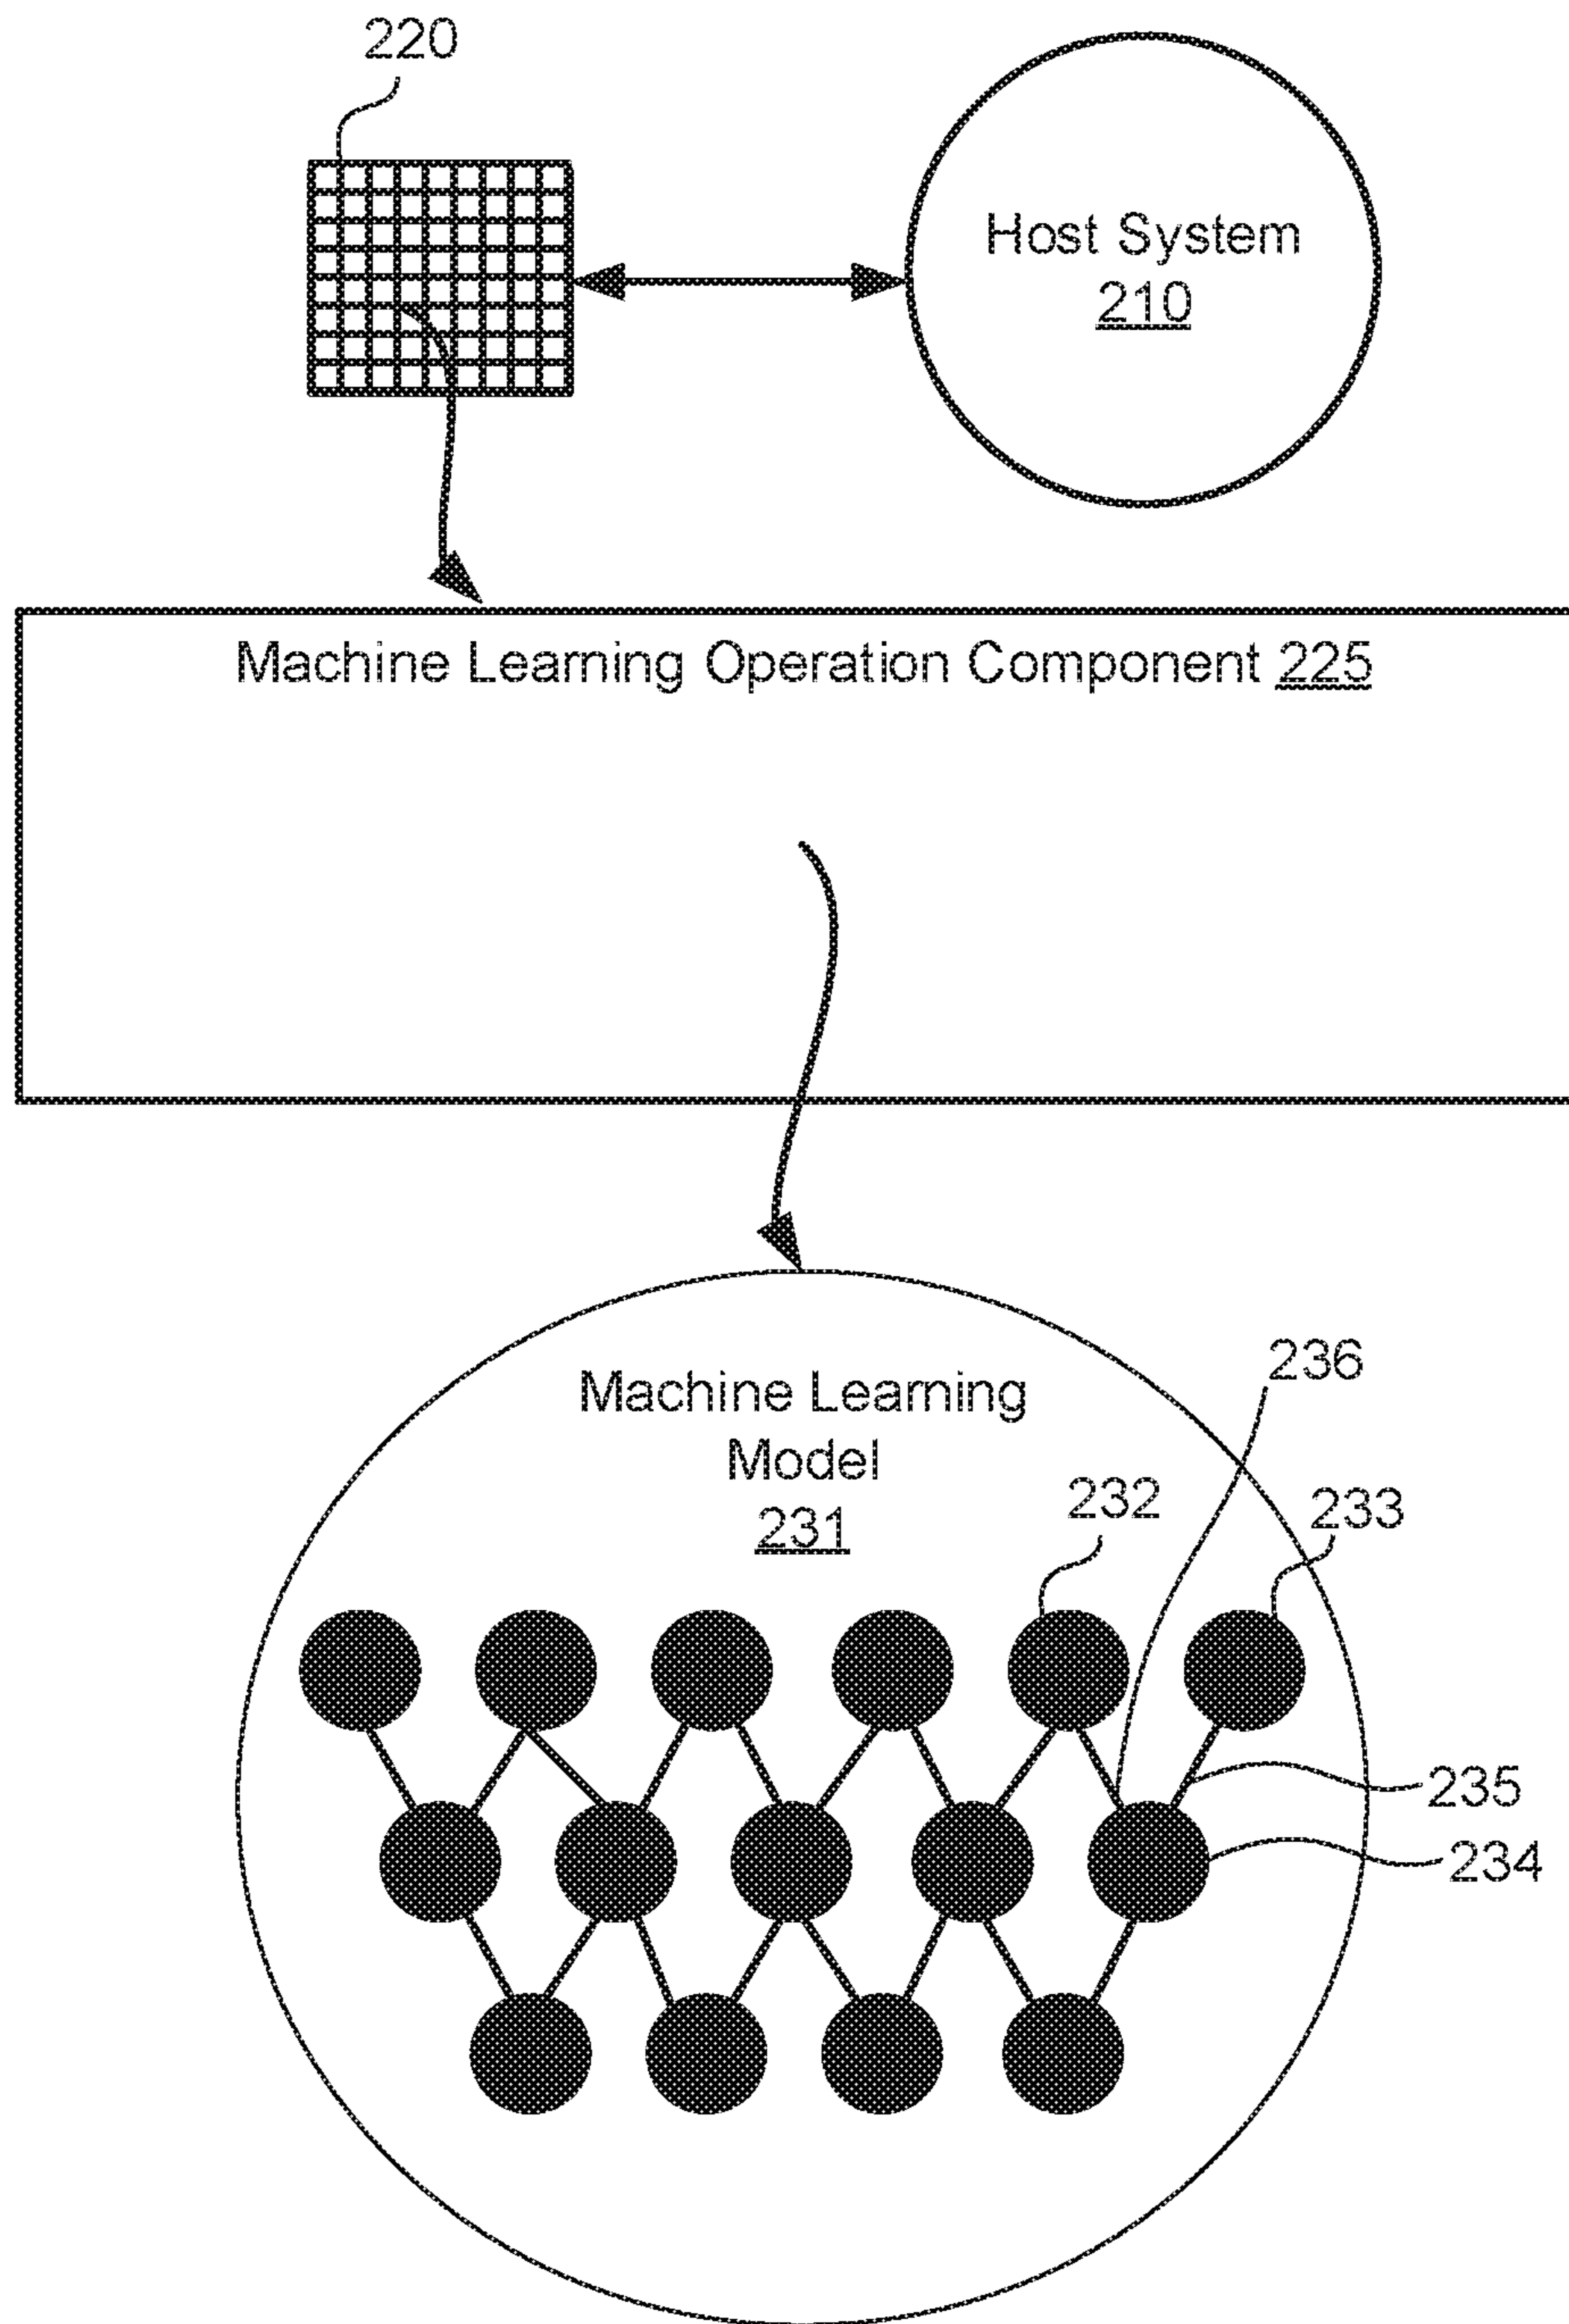 220
Host System
210
Machine Learning Operation Component 225
Machine Learning
Model
231
236
232
233
235
234